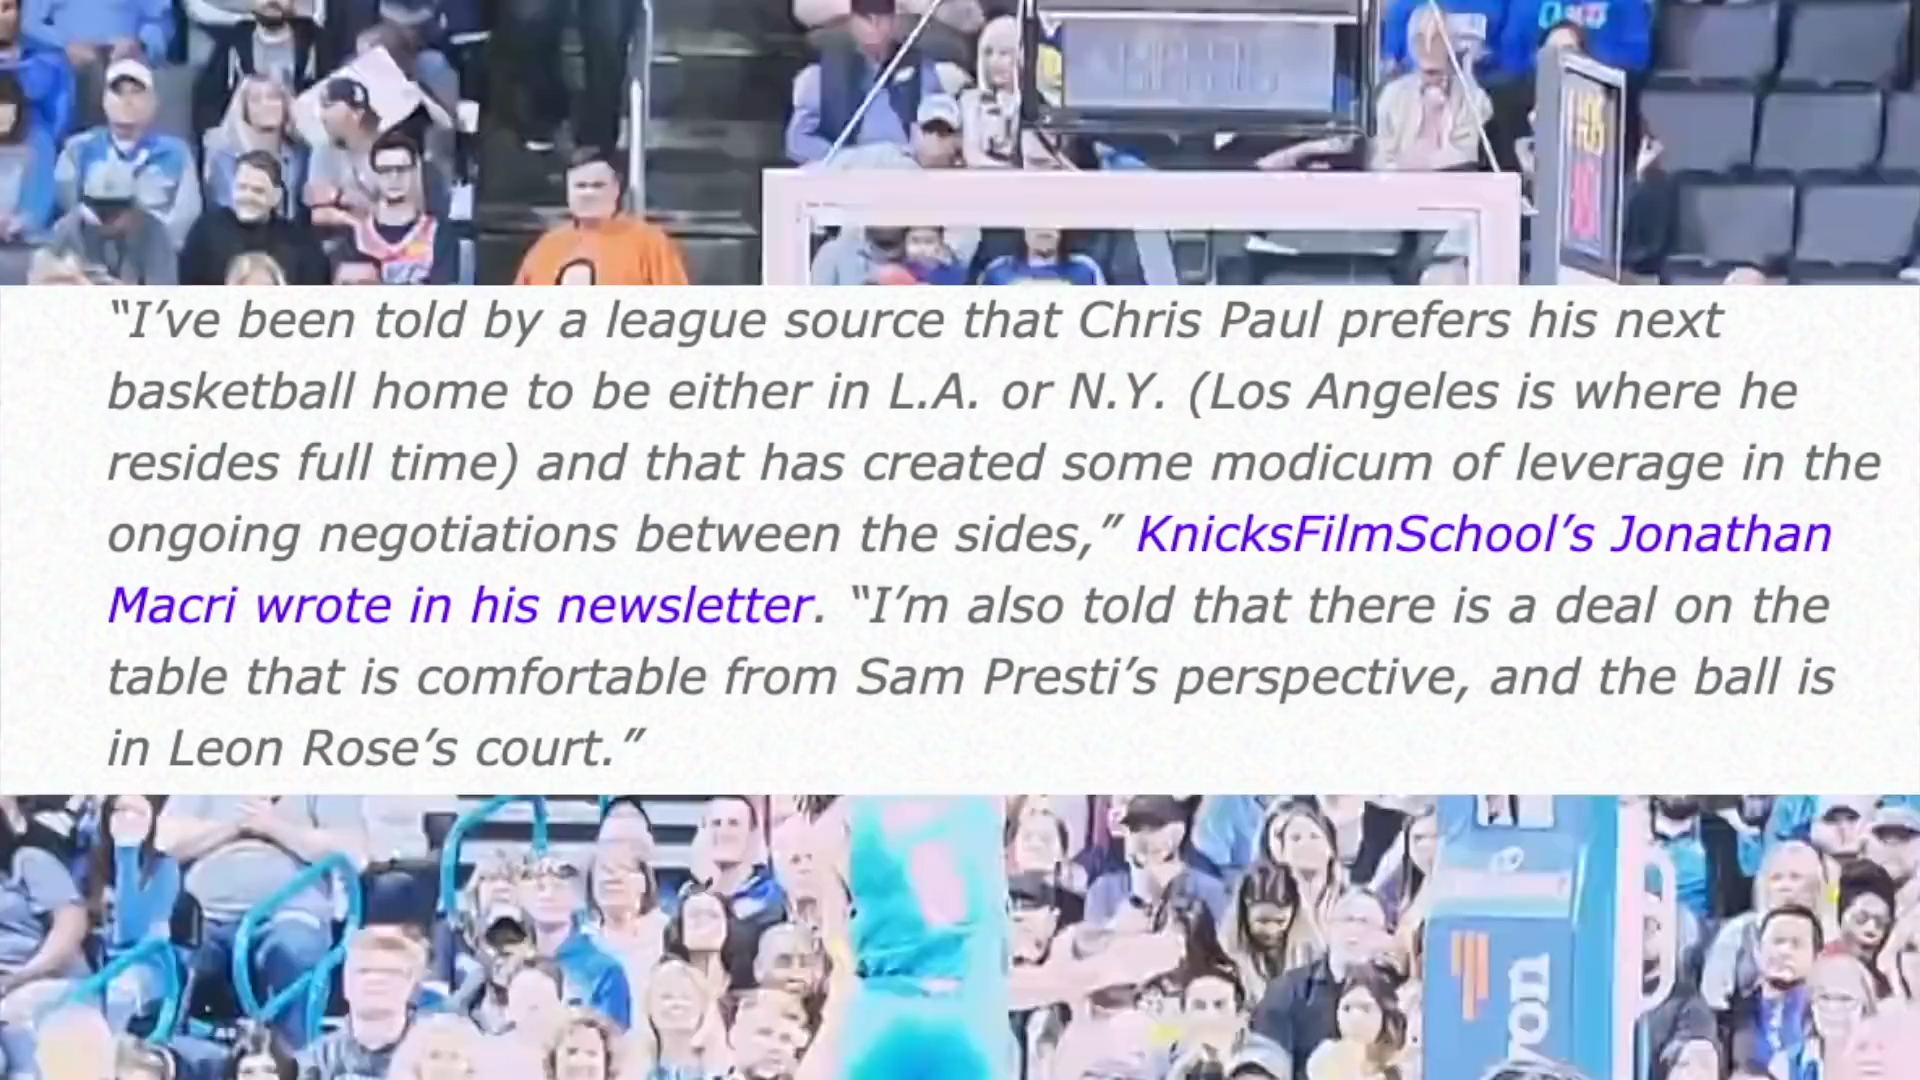 “I’ve been told by a league source that Chris Paul prefers his next
basketball home to be either in L.A. or N.Y. (Los Angeles is where he
resides full time) and that has created some modicum of leverage in the
ongoing negotiations between the sides,” KnicksFilmSchool’s Jonathan
Macri wrote in his newsletter. “I’m also told that there is a deal on the
table that is comfortable from Sam Presti’s perspective, and the ball is
in Leon Rose’s court.”